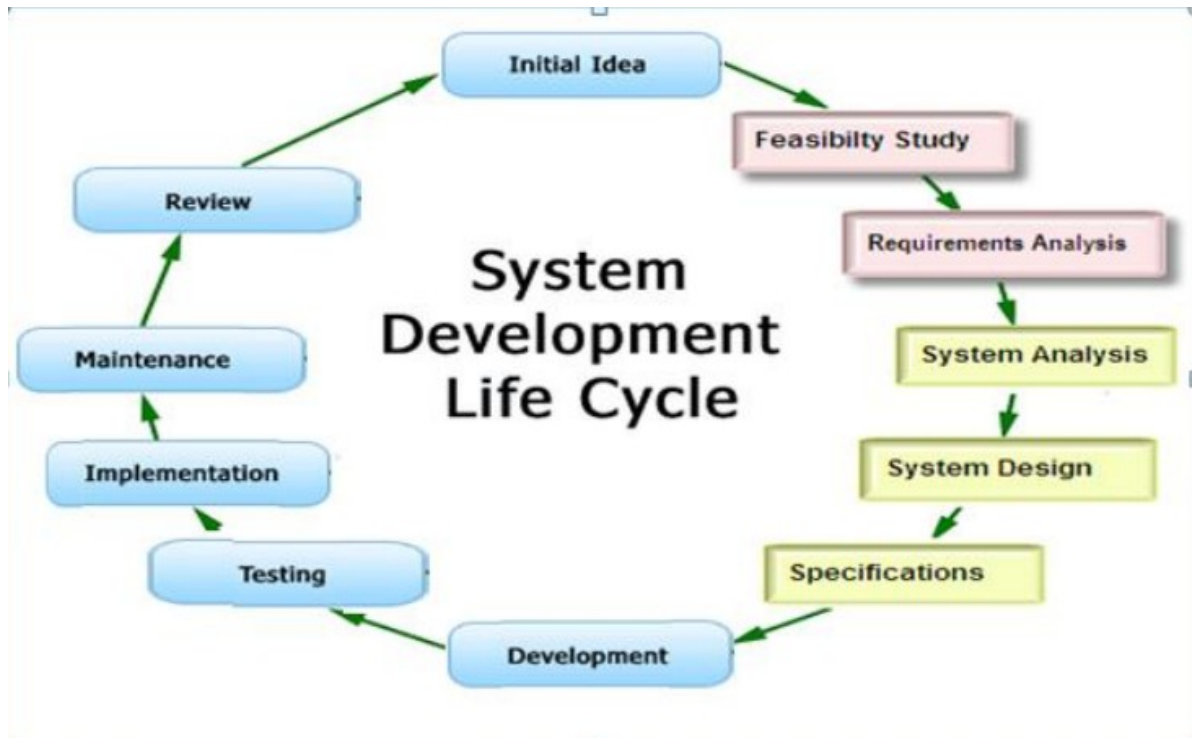 Initial Idea
Feasibilty Study
Requirements Analysis
System Analysis
System Design
Specifications
Development
Testing
Implementation
Maintenance
Review
System
Development
Life Cycle